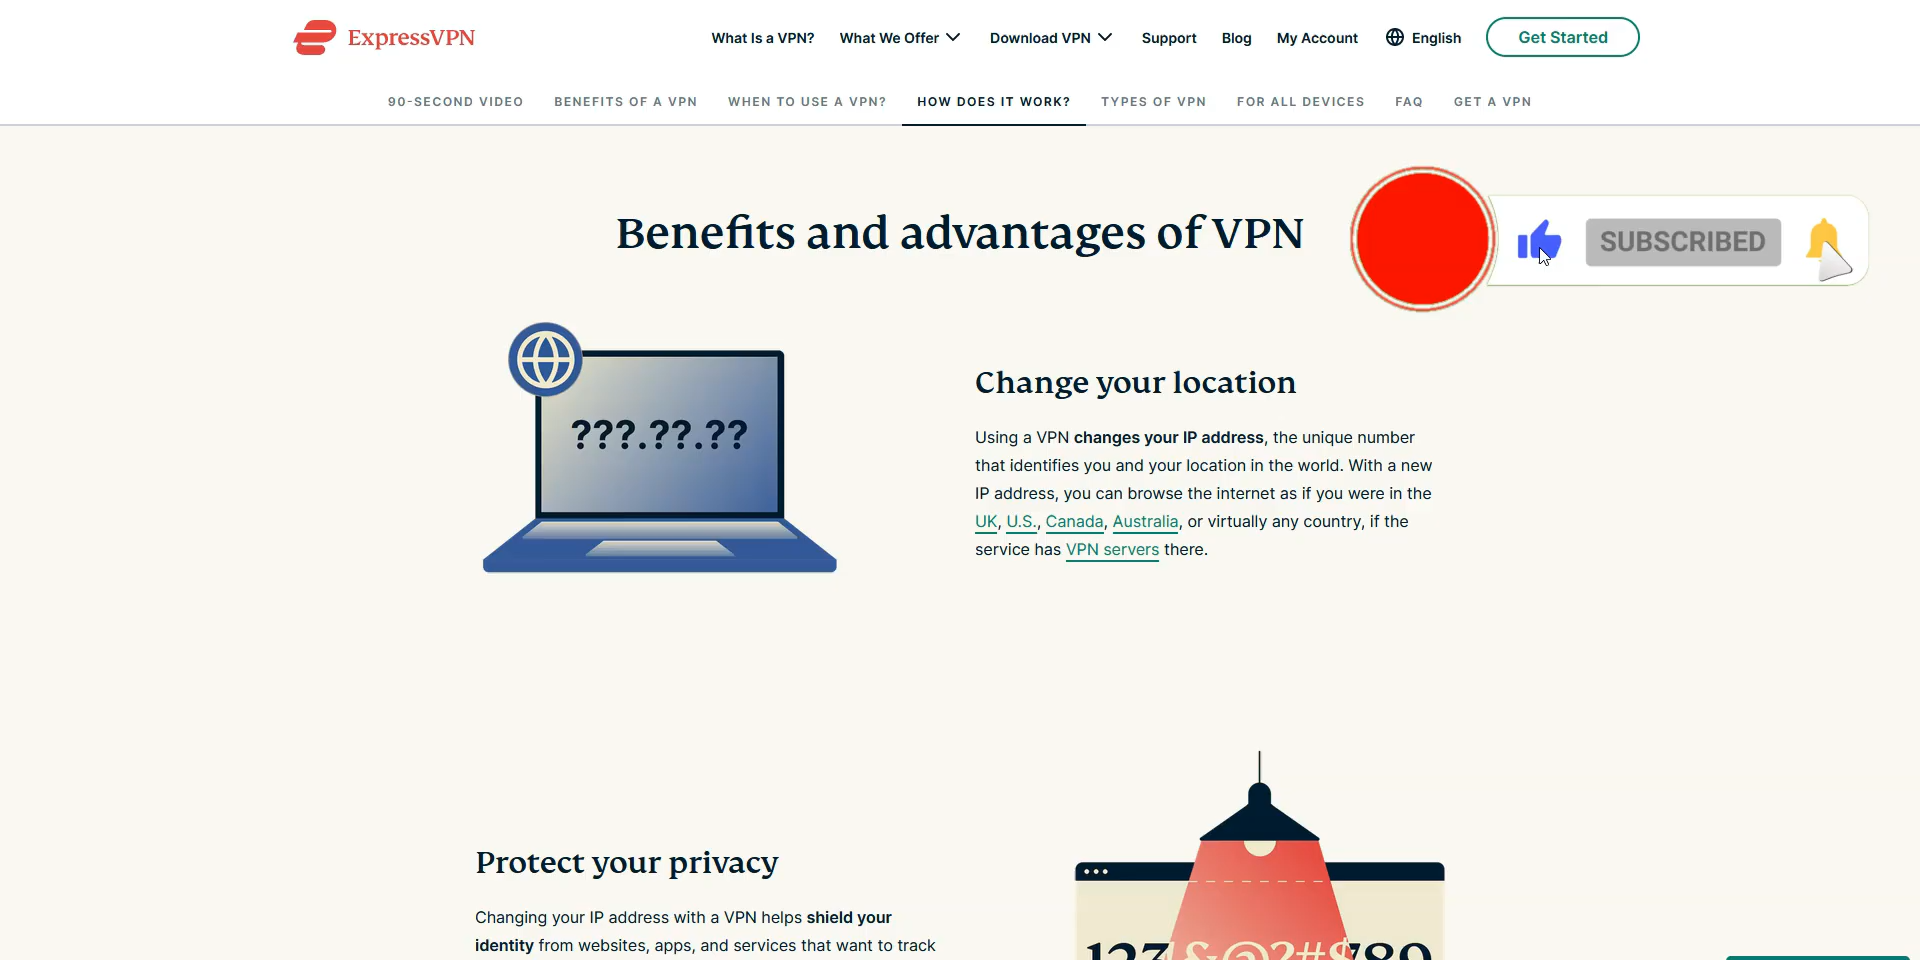 ExpressVPN
What Is a VPN? What We Offer Download VPN Support Blog My Account English Get Started
90-SECOND VIDEO BENEFITS OF A VPN WHEN TO USE A VPN? HOW DOES IT WORK? TYPES OF VPN FOR ALL DEVICES FAQ GET A VPN
Benefits and advantages of VPN
SUBSCRIBED
???.??.??
Change your location
Using a VPN changes your IP address, the unique number
that identifies you and your location in the world. With a new
IP address, you can browse the internet as if you were in the
UK, U.S., Canada, Australia, or virtually any country, if the
service has VPN servers there.
Protect your privacy
Changing your IP address with a VPN helps shield your
identity from websites, apps, and services that want to track